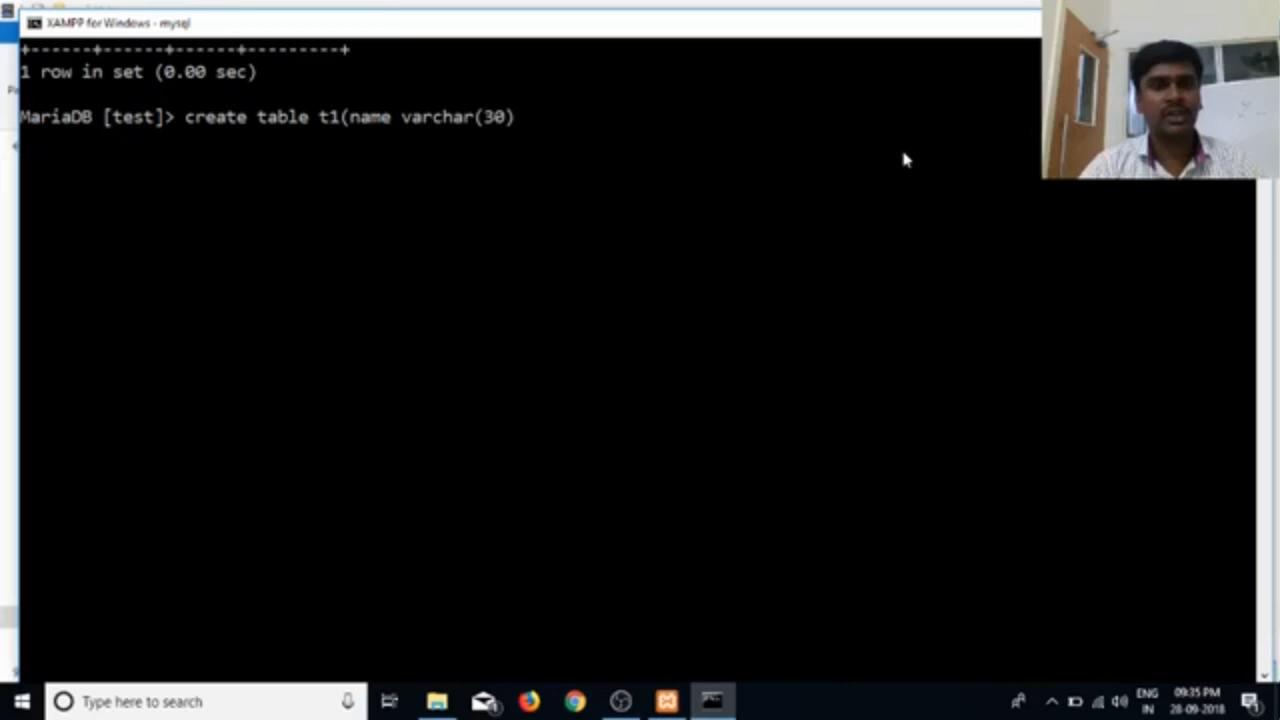 XAMPP for Windows - mysql
+------+------+------+---------+
1 row in set (0.00 sec)
MariaDB [test]> create table t1(name varchar(30)
Type here to search
ENG
IN
09:35 PM
28-09-2018